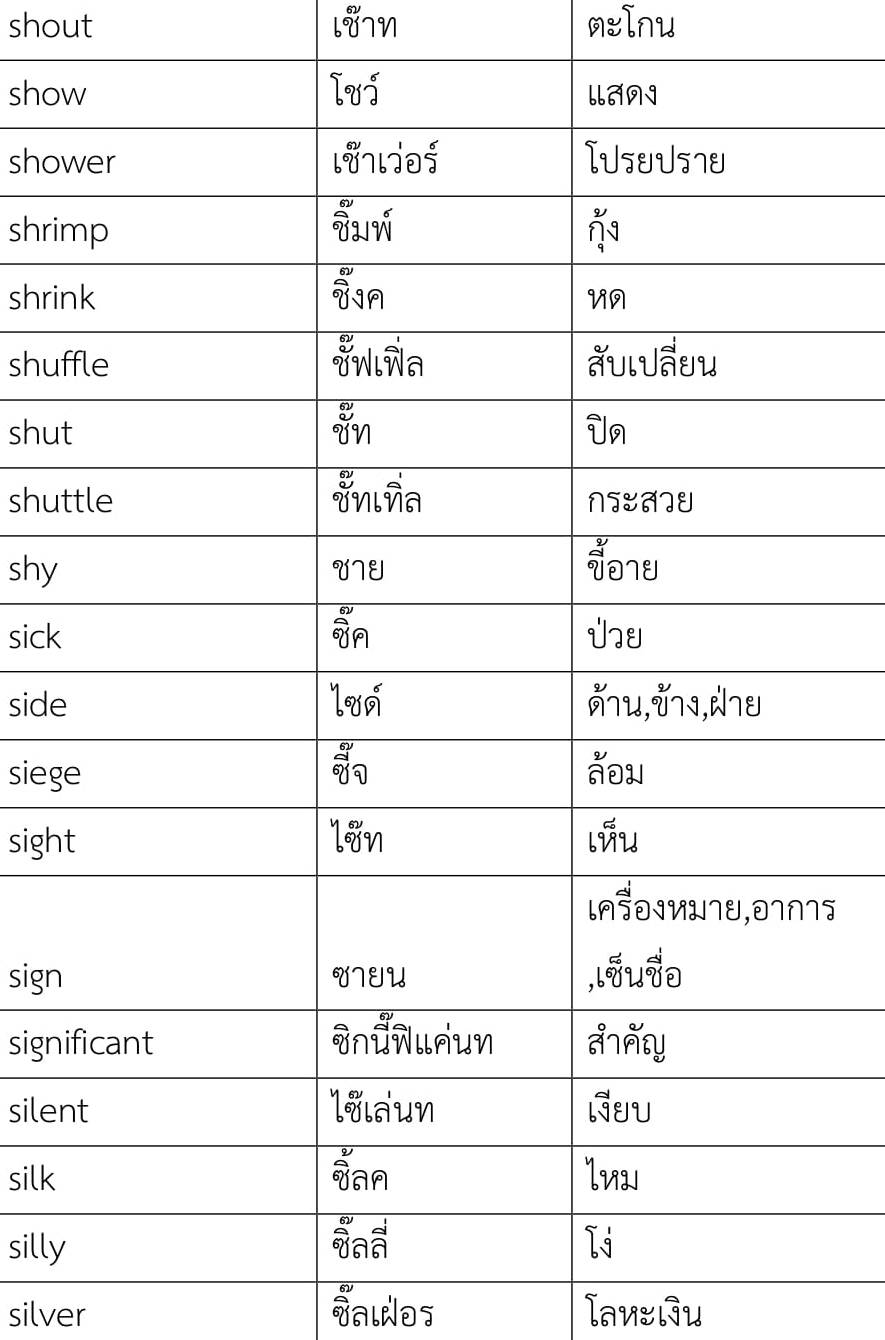 shout เช๊าท ตะโกน
show โชว์ แสดง
shower เช๊าเว่อร์ โปรยปราย
shrimp ชิ๊มพ์ กุ้ง
shrink ชิ๊งค หด
shuffle ชั๊ฟเฟิ่ล สับเปลี่ยน
shut ชั๊ท ปิด
shuttle ชั๊ทเทิ่ล กระสวย
shy ชาย ขี้อาย
sick ซิ๊ค ป่วย
side ไซด์ ด้าน,ข้าง,ฝ่าย
siege ซี๊จ ล้อม
sight ไซ๊ท เห็น
เครื่องหมาย,อาการ
sign ซายน ,เซ็นชื่อ
significant ซิกนี๊ฟิแค่นท สำคัญ
silent ไซ๊เล่นท เงียบ
silk ซิ้ลค ไหม
silly ซิ๊ลลี่ โง่
silver ซิ๊ลเฝ่อร โลหะเงิน